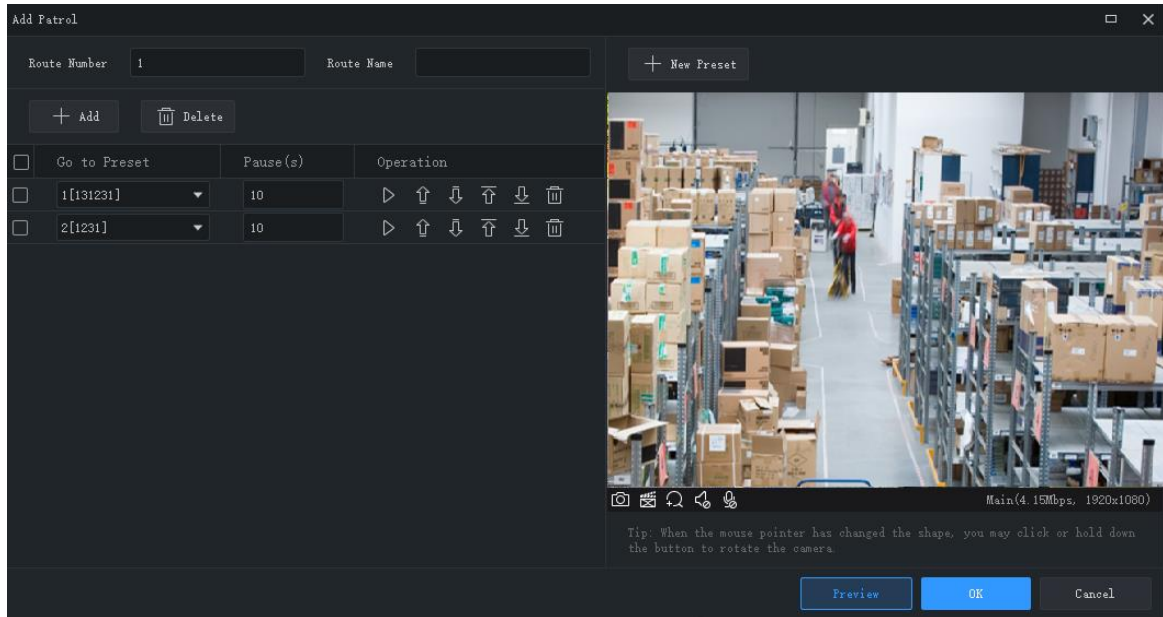 Add Patrol
Route Number 1 Route Name
+ New Preset
+ Add Delete
Go to Preset Pause(s) Operation
1[131231] 10
2[1231] 10
Main(4.15Mbps, 1920x1080)
Tip: When the mouse pointer has changed the shape, you may click or hold down
the button to rotate the camera.
Preview OK Cancel